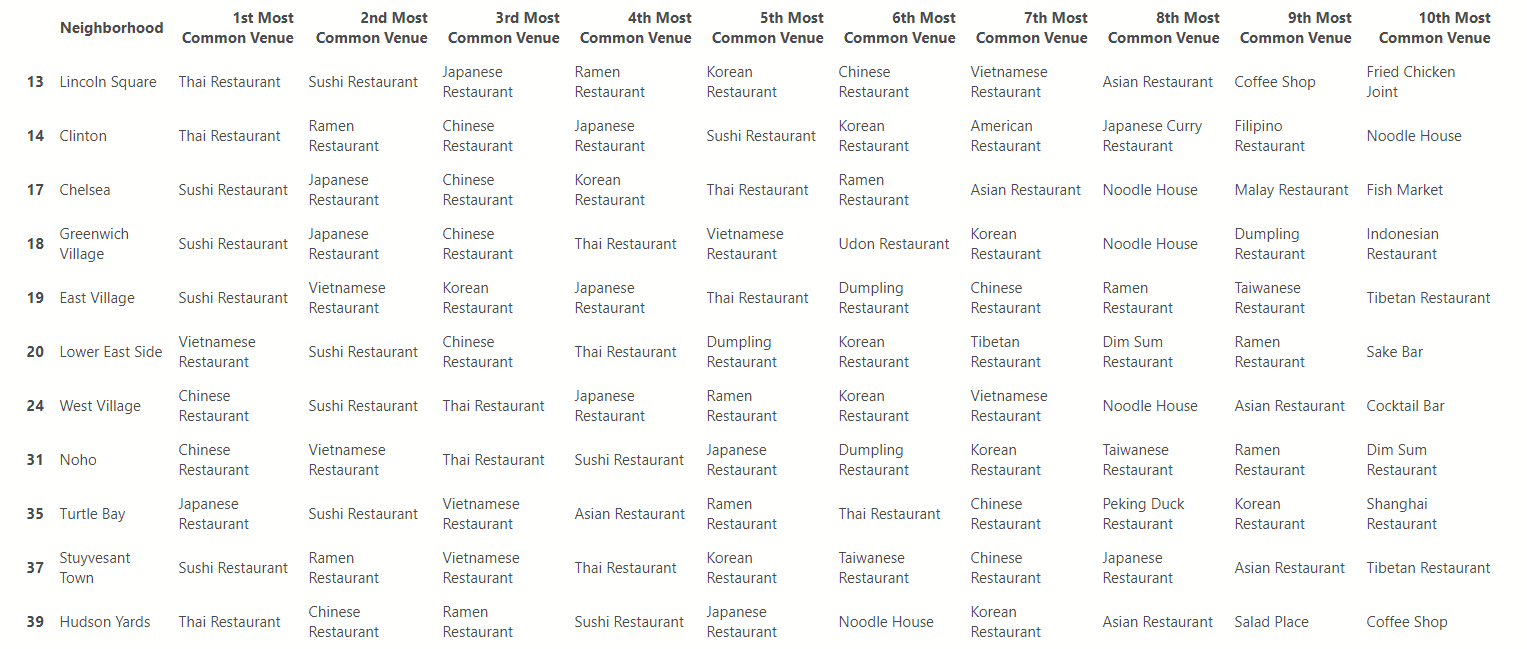 Neighborhood 1st Most Common Venue 2nd Most Common Venue 3rd Most Common Venue 4th Most Common Venue 5th Most Common Venue 6th Most Common Venue 7th Most Common Venue 8th Most Common Venue 9th Most Common Venue 10th Most Common Venue
13 Lincoln Square Thai Restaurant Sushi Restaurant Japanese Restaurant Ramen Restaurant Korean Restaurant Chinese Restaurant Vietnamese Restaurant Asian Restaurant Coffee Shop Fried Chicken Joint
14 Clinton Thai Restaurant Ramen Restaurant Chinese Restaurant Japanese Restaurant Sushi Restaurant Korean Restaurant American Restaurant Japanese Curry Restaurant Filipino Restaurant Noodle House
17 Chelsea Sushi Restaurant Japanese Restaurant Chinese Restaurant Korean Restaurant Thai Restaurant Ramen Restaurant Asian Restaurant Noodle House Malay Restaurant Fish Market
18 Greenwich Village Sushi Restaurant Japanese Restaurant Chinese Restaurant Thai Restaurant Vietnamese Restaurant Udon Restaurant Korean Restaurant Noodle House Dumpling Restaurant Indonesian Restaurant
19 East Village Sushi Restaurant Vietnamese Restaurant Korean Restaurant Japanese Restaurant Thai Restaurant Dumpling Restaurant Chinese Restaurant Ramen Restaurant Taiwanese Restaurant Tibetan Restaurant
20 Lower East Side Vietnamese Restaurant Sushi Restaurant Chinese Restaurant Thai Restaurant Dumpling Restaurant Korean Restaurant Tibetan Restaurant Dim Sum Restaurant Ramen Restaurant Sake Bar
24 West Village Chinese Restaurant Sushi Restaurant Thai Restaurant Japanese Restaurant Ramen Restaurant Korean Restaurant Vietnamese Restaurant Noodle House Asian Restaurant Cocktail Bar
31 Noho Chinese Restaurant Vietnamese Restaurant Thai Restaurant Sushi Restaurant Japanese Restaurant Dumpling Restaurant Korean Restaurant Taiwanese Restaurant Ramen Restaurant Dim Sum Restaurant
35 Turtle Bay Japanese Restaurant Sushi Restaurant Vietnamese Restaurant Asian Restaurant Ramen Restaurant Thai Restaurant Chinese Restaurant Peking Duck Restaurant Korean Restaurant Shanghai Restaurant
37 Stuyvesant Town Sushi Restaurant Ramen Restaurant Vietnamese Restaurant Thai Restaurant Korean Restaurant Taiwanese Restaurant Chinese Restaurant Japanese Restaurant Asian Restaurant Tibetan Restaurant
39 Hudson Yards Thai Restaurant Chinese Restaurant Ramen Restaurant Sushi Restaurant Japanese Restaurant Noodle House Korean Restaurant Asian Restaurant Salad Place Coffee Shop